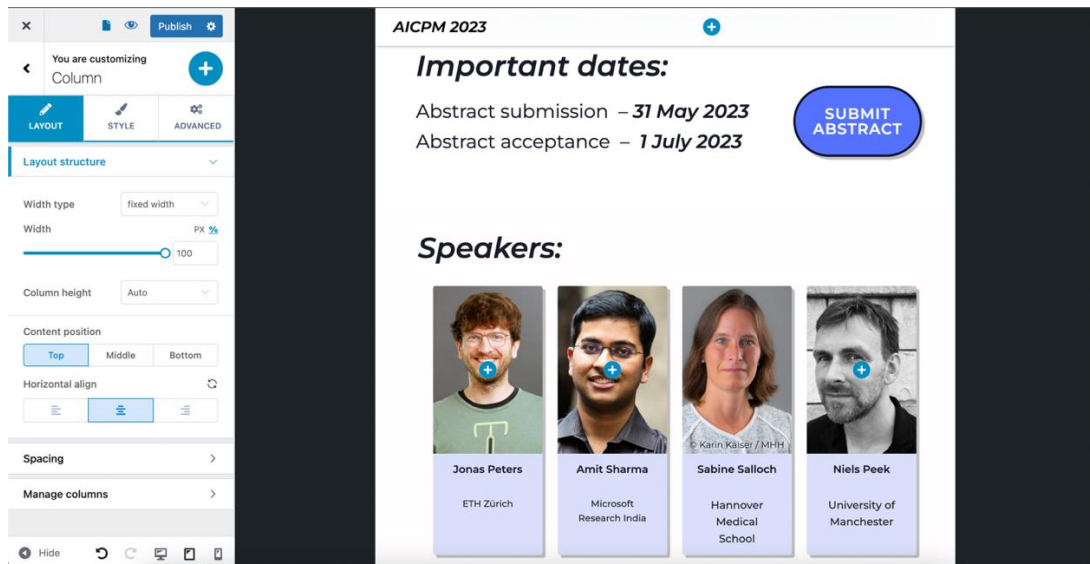 Publish
You are customizing
Column
LAYOUT
STYLE
ADVANCED
Layout structure
Width type
fixed width
Width
PX %
100
Column height
Auto
Content position
Top
Middle
Bottom
Horizontal align
Spacing
Manage columns
Hide
AICPM 2023
Important dates:
Abstract submission – 31 May 2023
Abstract acceptance – 1 July 2023
SUBMIT
ABSTRACT
Speakers:
© Karin Kaiser / MHH
Jonas Peters
ETH Zürich
Amit Sharma
Microsoft
Research India
Sabine Salloch
Hannover
Medical
School
Niels Peek
University of
Manchester